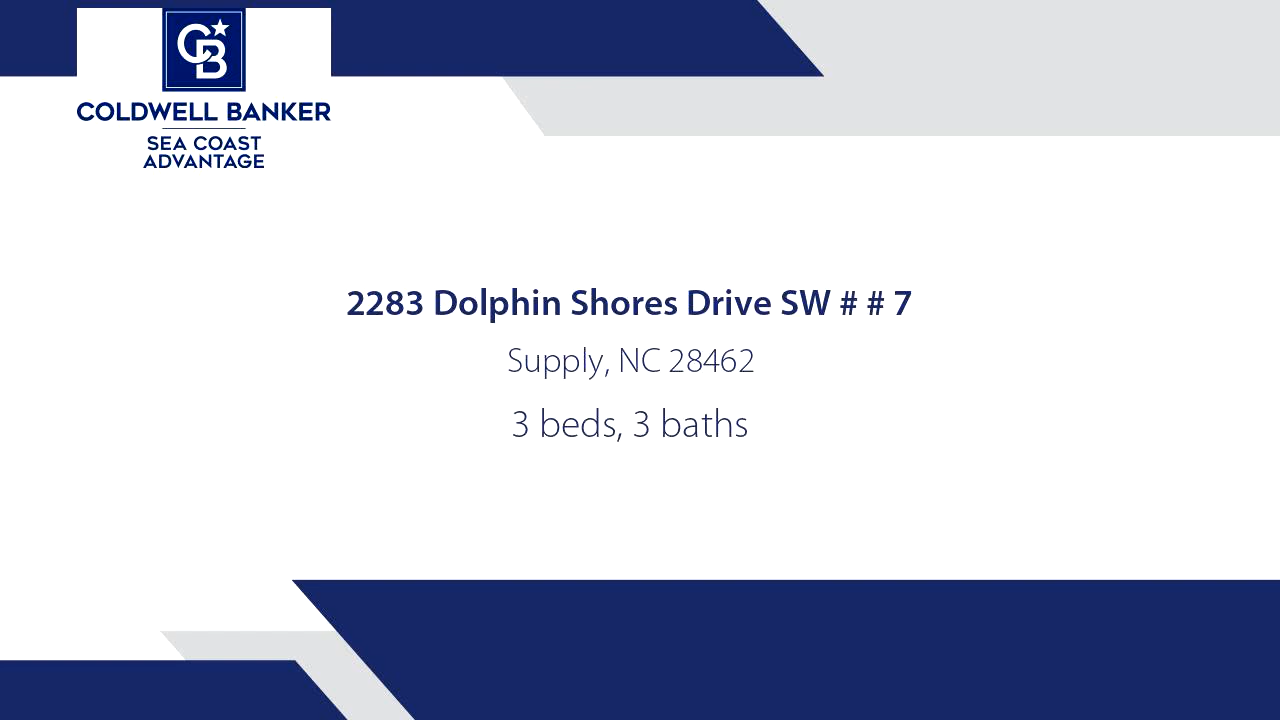 CB
COLDWELL BANKER
SEA COAST
ADVANTAGE
2283 Dolphin Shores Drive SW # # 7
Supply, NC 28462
3 beds, 3 baths